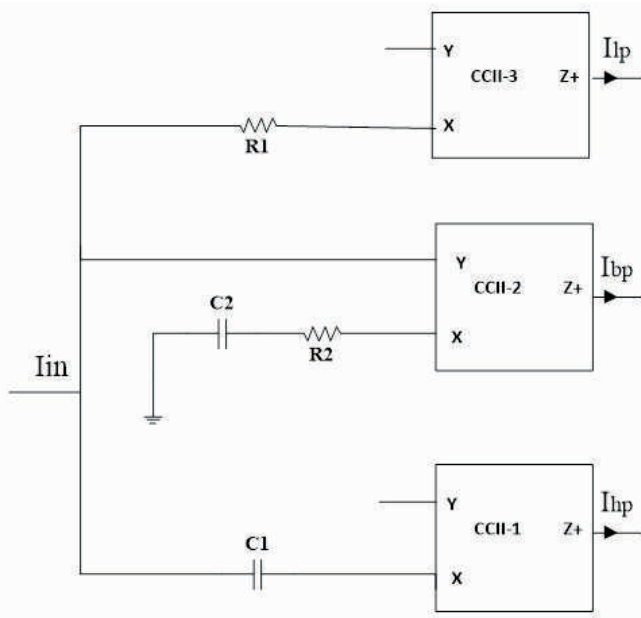 Y
CCII-3
Z+
Ilp
X
R1
Y
CCII-2
Z+
Ibp
C2
X
R2
Iin
Y
CCII-1
Z+
Ihp
C1
X